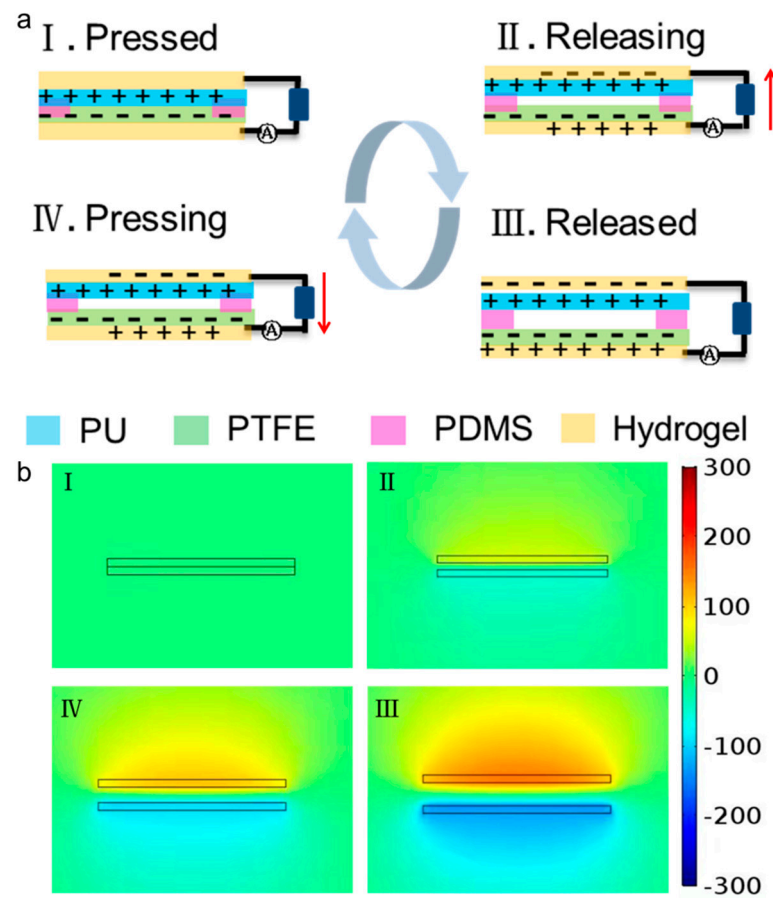 a
Ⅰ. Pressed
Ⅱ. Releasing
+ + + + + + + +
- - - - - - - -
A
- - - - -
+ + + + + + + +
- - - - - - - -
+ + + + +
A
Ⅳ. Pressing
Ⅲ. Released
- - - - - -
+ + + + + + + +
- - - - - - - -
+ + + + + +
A
- - - - - - - -
+ + + + + + + +
- - - - - - - -
+ + + + + + + +
A
PU PTFE PDMS Hydrogel
b
Ⅰ
Ⅱ
Ⅳ
Ⅲ
300
200
100
0
-100
-200
-300